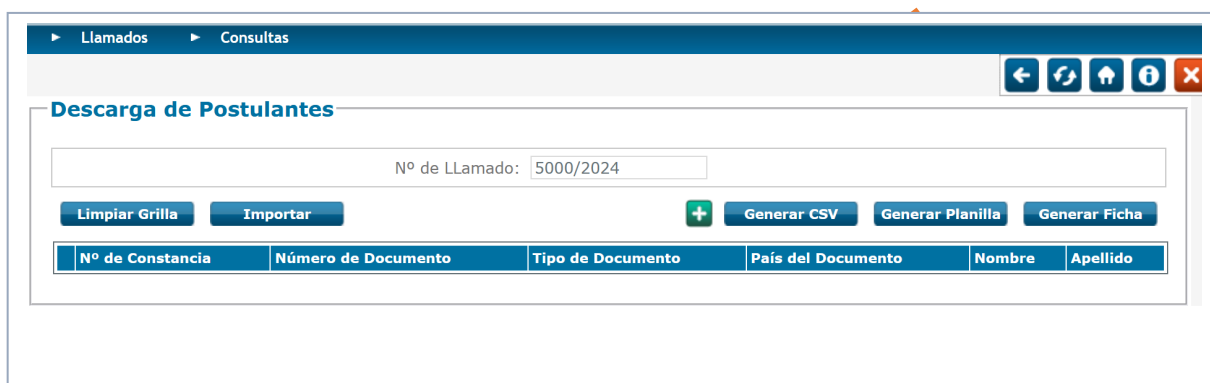 Llamados Consultas
Descarga de Postulantes
Nº de LLamado: 5000/2024
Limpiar Grilla Importar Generar CSV Generar Planilla Generar Ficha
Nº de Constancia Número de Documento Tipo de Documento País del Documento Nombre Apellido